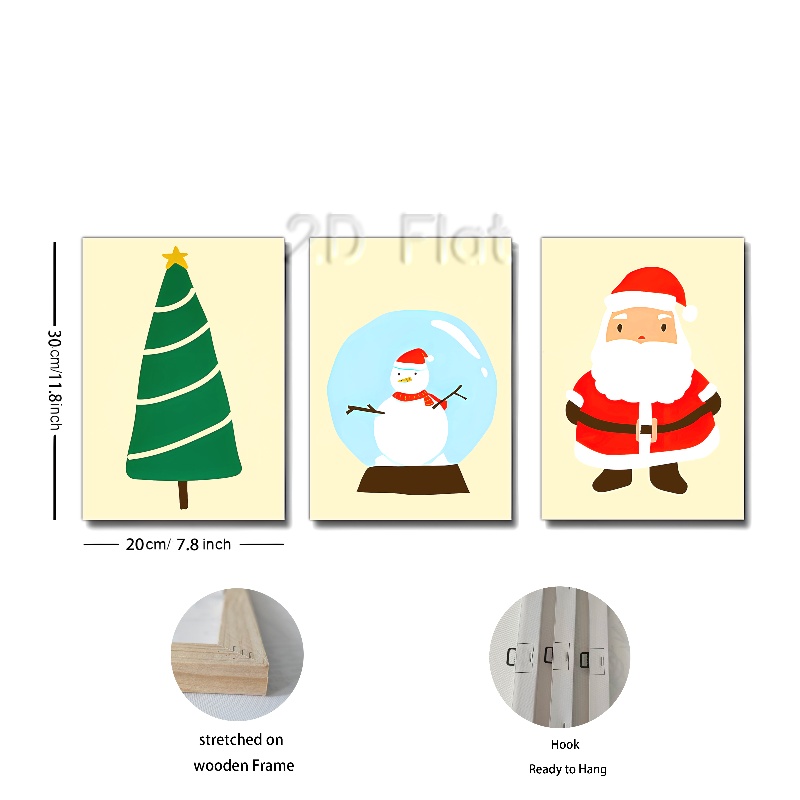 2D Flat
30cm/11.8inch
20cm/ 7.8 inch
stretched on
wooden Frame
Hook
Ready to Hang